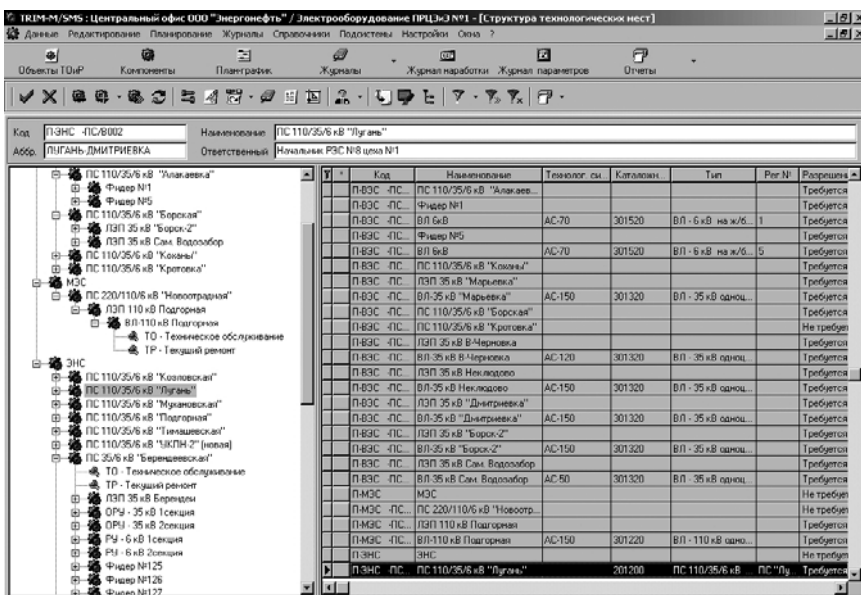 TRIM-M/SMS : Центральный офис ООО "Энергонефть" / Электрооборудование ПРЦЭиЭ №1 - [Структура технологических мест]
Данные Редактирование Планирование Журналы Справочники Подсистемы Настройки Окна ?
Объекты ТОиР Компоненты План-график Журналы Журнал наработки Журнал параметров Отчеты
Код П-ЭНС -ПС/В002 Наименование ПС 110/35/6 кВ "Лугань"
Аббр. ЛУГАНЬ-ДМИТРИЕВКА Ответственный Начальник РЭС №8 цеха №1
ПС 110/35/6 кВ "Алакаевка"
Фидер №1
Фидер №5
ПС 110/35/6 кВ "Борская"
ЛЭП 35 кВ "Борок-2"
ЛЭП 35 кВ Сам. Водозабор
ПС 110/35/6 кВ "Коханы"
ПС 110/35/6 кВ "Кротовка"
МЭС
ПС 220/110/6 кВ "Новоотрадная"
ЛЭП 110 кВ Подгорная
ВЛ-110 кВ Подгорная
ТО - Техническое обслуживание
ТР - Текущий ремонт
ЭНС
ПС 110/35/6 кВ "Козловская"
ПС 110/35/6 кВ "Лугань"
ПС 110/35/6 кВ "Мухановская"
ПС 110/35/6 кВ "Подгорная"
ПС 110/35/6 кВ "Тимашевская"
ПС 110/35/6 кВ "УКПН-2" (новая)
ПС 35/6 кВ "Берендеевская"
ТО - Техническое обслуживание
ТР - Текущий ремонт
ЛЭП 35 кВ Берендеи
ОРУ - 35 кВ 1секция
ОРУ - 35 кВ 2секция
РУ - 6 кВ 1секция
РУ - 6 кВ 2секция
Фидер №125
Фидер №126
Фидер №127
Код Наименование Технолог. си... Каталожн... Тип Рег.№ Разрешен
П-ВЭС -ПС... ПС 110/35/6 кВ "Алакаев... Требуется
П-ВЭС -ПС... Фидер №1 Требуется
П-ВЭС -ПС... ВЛ 6кВ АС-70 301520 ВЛ - 6 кВ на ж/б... 1 Требуется
П-ВЭС -ПС... Фидер №5 Требуется
П-ВЭС -ПС... ВЛ 6кВ АС-70 301520 ВЛ - 6 кВ на ж/б... 5 Требуется
П-ВЭС -ПС... ПС 110/35/6 кВ "Коханы" Требуется
П-ВЭС -ПС... ЛЭП 35 кВ "Марьевка" Требуется
П-ВЭС -ПС... ВЛ-35 кВ "Марьевка" АС-150 301320 ВЛ - 35 кВ одноц... Требуется
П-ВЭС -ПС... ПС 110/35/6 кВ "Борская" Требуется
П-ВЭС -ПС... ПС 110/35/6 кВ "Кротовка" Не требует
П-ВЭС -ПС... ЛЭП 35 кВ В-Черновка Требуется
П-ВЭС -ПС... ВЛ-35 кВ В-Черновка АС-120 301320 ВЛ - 35 кВ одноц... Требуется
П-ВЭС -ПС... ЛЭП 35 кВ Неклюдово Требуется
П-ВЭС -ПС... ВЛ-35 кВ Неклюдово АС-150 301320 ВЛ - 35 кВ одноц... Требуется
П-ВЭС -ПС... ЛЭП 35 кВ "Дмитриевка" Требуется
П-ВЭС -ПС... ВЛ-35 кВ "Дмитриевка" АС-150 301320 ВЛ - 35 кВ одноц... Требуется
П-ВЭС -ПС... ЛЭП 35 кВ "Борок-2" Требуется
П-ВЭС -ПС... ВЛ-35 кВ "Борок-2" АС-150 301320 ВЛ - 35 кВ одноц... Требуется
П-ВЭС -ПС... ЛЭП 35 кВ Сам. Водозабор Требуется
П-ВЭС -ПС... ВЛ-35 кВ Сам. Водозабор АС-50 301320 ВЛ - 35 кВ одноц... Требуется
П-МЭС МЭС Не требует
П-МЭС -ПС... ПС 220/110/6 кВ "Новоотр... Не требует
П-МЭС -ПС... ЛЭП 110 кВ Подгорная Требуется
П-МЭС -ПС... ВЛ-110 кВ Подгорная АС-150 301220 ВЛ - 110 кВ одно... Требуется
П-ЭНС ЭНС Не требует
П-ЭНС -ПС... ПС 110/35/6 кВ "Лугань" 201200 ПС 110/35/6 кВ ... ПС "Лу... Требуется